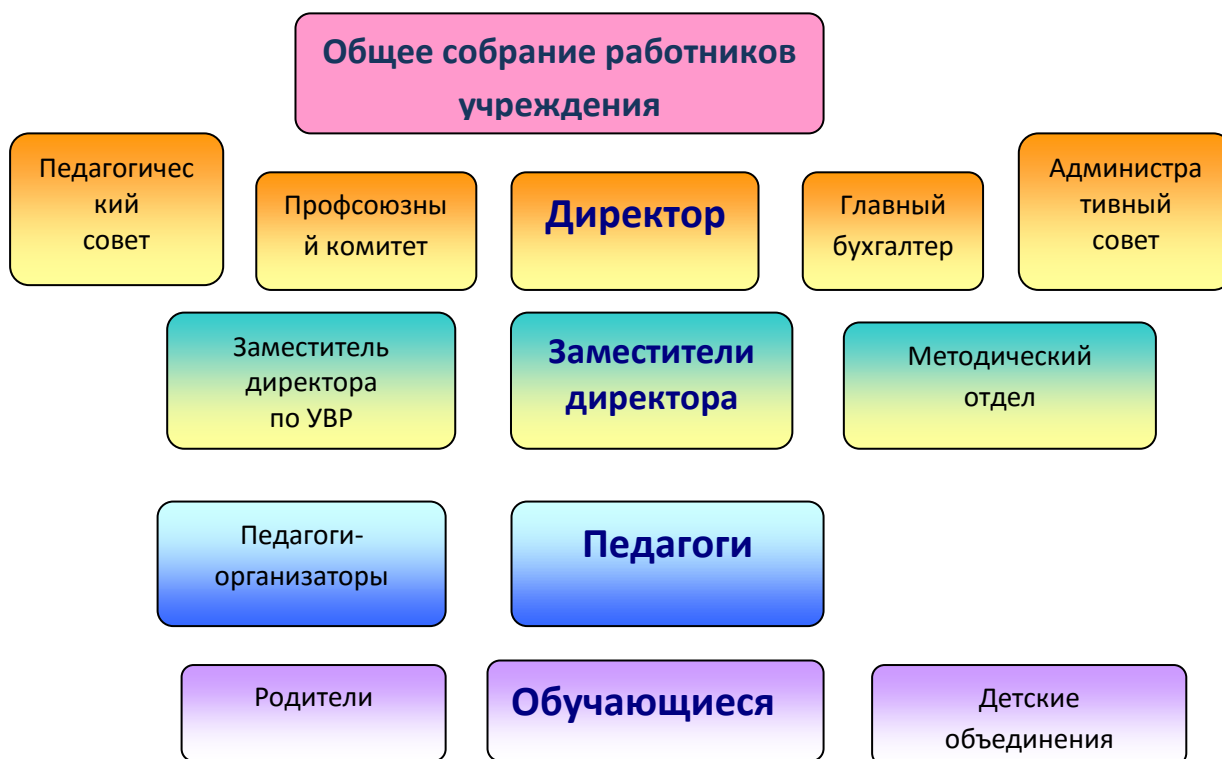 Общее собрание работников
учреждения
Педагогичес
кий
совет
Профсоюзны
й комитет
Директор
Главный
бухгалтер
Администра
тивный
совет
Заместитель
директора
по УВР
Заместители
директора
Методический
отдел
Педагоги-
организаторы
Педагоги
Родители
Обучающиеся
Детские
объединения